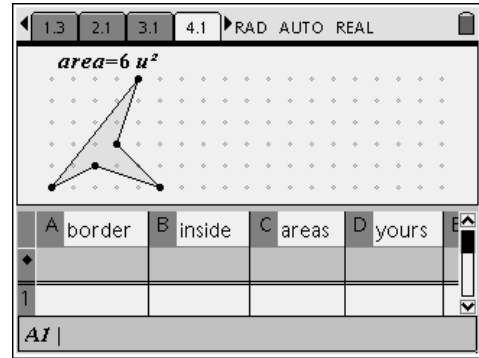 1.3 2.1 3.1 4.1 RAD AUTO REAL
area=6 u²
A border B inside C areas D yours E
1
A1